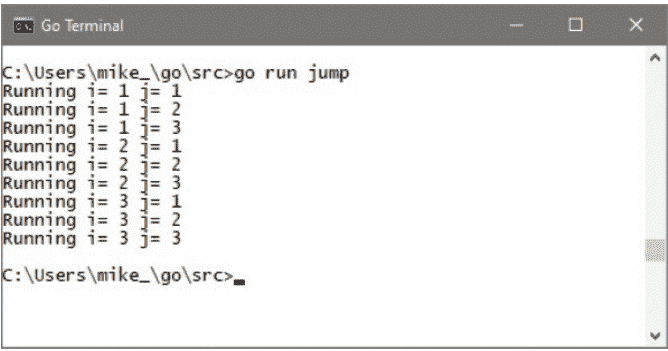 Go Terminal
C:\Users\mike_\go\src>go run jump
Running i= 1 j= 1
Running i= 1 j= 2
Running i= 1 j= 3
Running i= 2 j= 1
Running i= 2 j= 2
Running i= 2 j= 3
Running i= 3 j= 1
Running i= 3 j= 2
Running i= 3 j= 3
C:\Users\mike_\go\src>